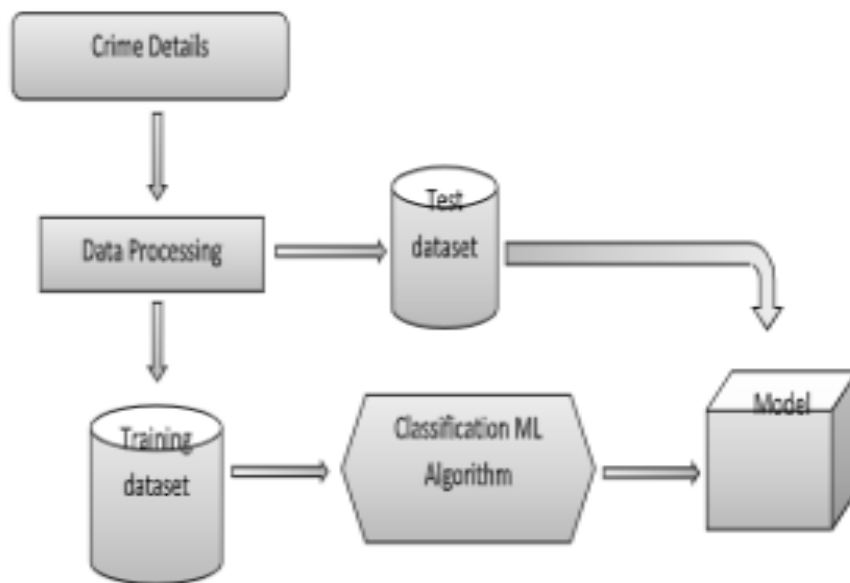 Crime Details
Test
dataset
Data Processing
Training
dataset
Classification ML
Algorithm
Model